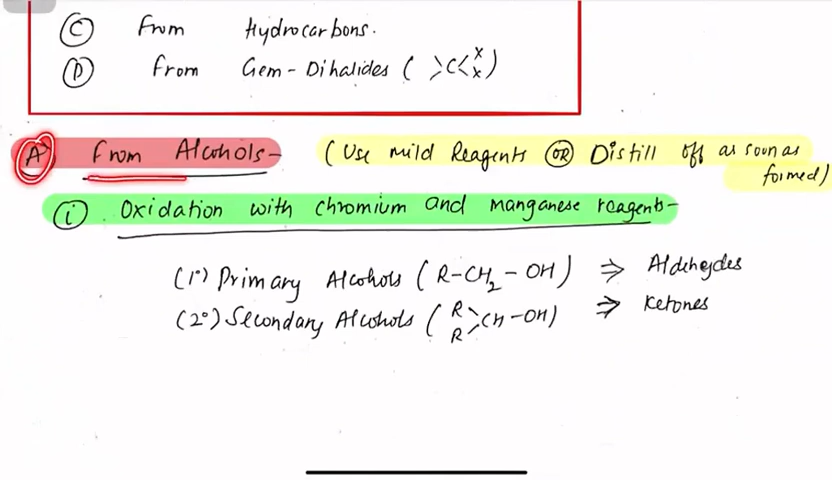 Ⓒ From Hydrocarbons.
Ⓓ From Gem-Dihalides ( >C<ˣₓ )
Ⓐ From Alcohols- (Use mild Reagents OR Distill off as soon as
formed)
ⓘ Oxidation with chromium and manganese reagents-
(1°) Primary Alcohols (R-CH₂-OH) ⇒ Aldehydes
(2°) Secondary Alcohols ( R R >CH-OH) ⇒ Ketones